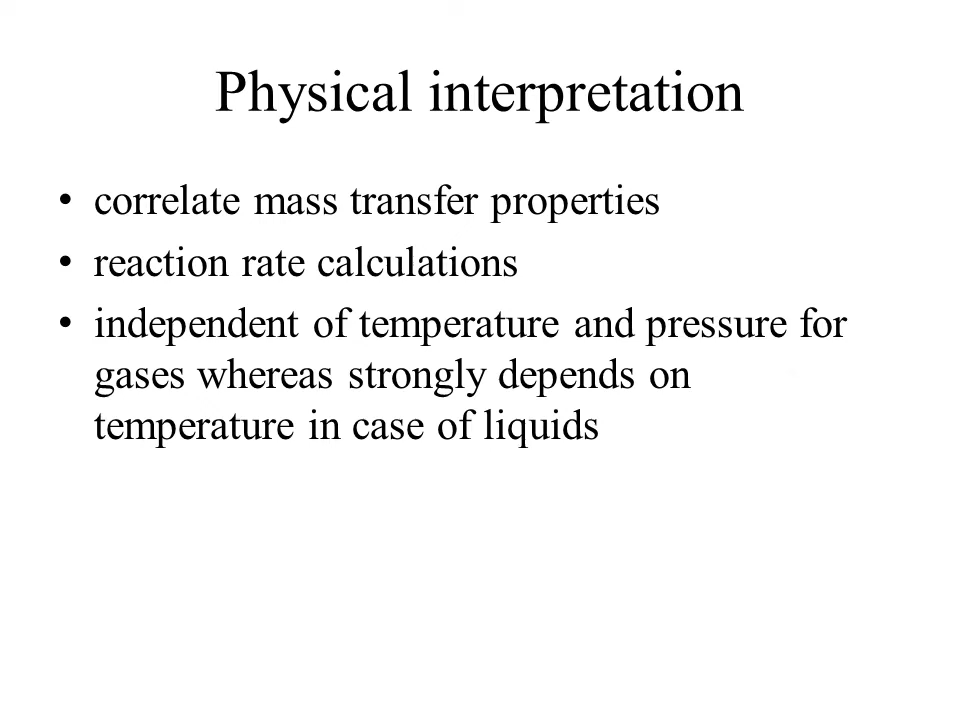 Physical interpretation
• correlate mass transfer properties
• reaction rate calculations
• independent of temperature and pressure for
gases whereas strongly depends on
temperature in case of liquids